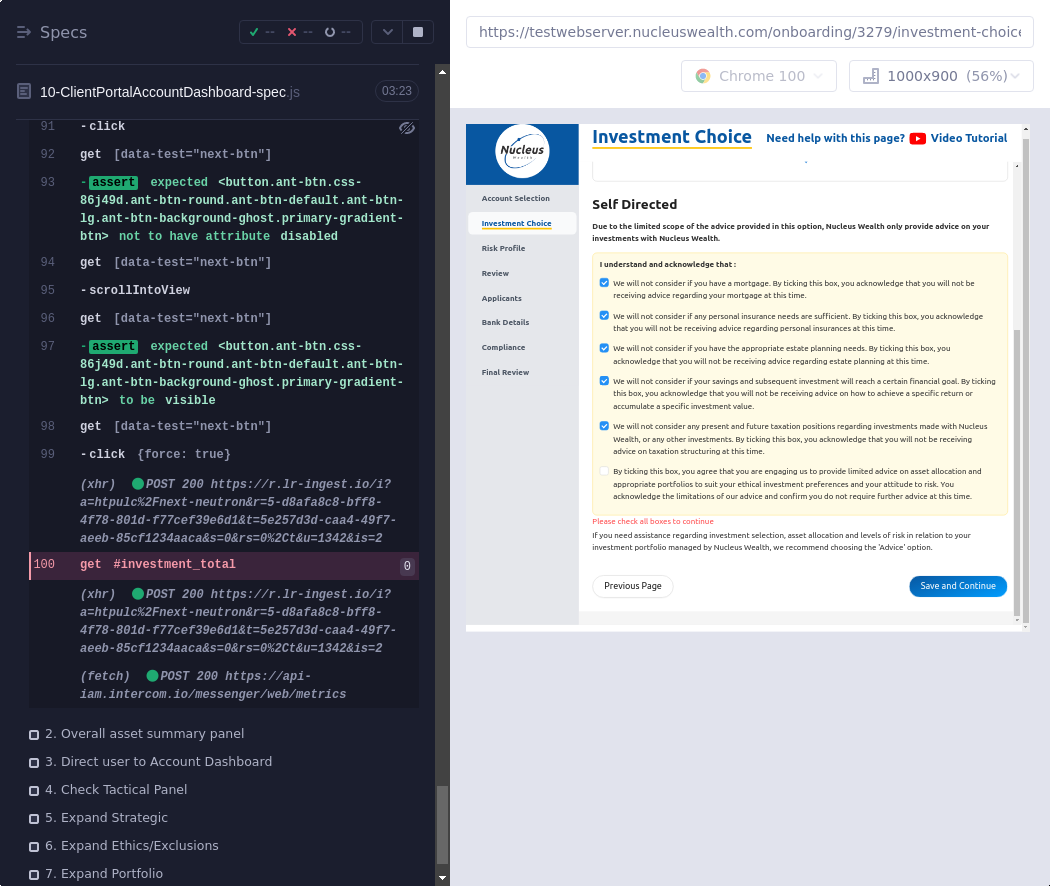 Specs
-- -- --
10-ClientPortalAccountDashboard-spec.js 03:23
91 -click
92 get [data-test="next-btn"]
93 -assert expected <button.ant-btn.css-
86j49d.ant-btn-round.ant-btn-default.ant-btn-
lg.ant-btn-background-ghost.primary-gradient-
btn> not to have attribute disabled
94 get [data-test="next-btn"]
95 -scrollIntoView
96 get [data-test="next-btn"]
97 -assert expected <button.ant-btn.css-
86j49d.ant-btn-round.ant-btn-default.ant-btn-
lg.ant-btn-background-ghost.primary-gradient-
btn> to be visible
98 get [data-test="next-btn"]
99 -click {force: true}
(xhr) POST 200 https://r.lr-ingest.io/i?
a=htpulc%2Fnext-neutron&r=5-d8afa8c8-bff8-
4f78-801d-f77cef39e6d1&t=5e257d3d-caa4-49f7-
aeeb-85cf1234aaca&s=0&rs=0%2Ct&u=1342&is=2
100 get #investment_total 0
(xhr) POST 200 https://r.lr-ingest.io/i?
a=htpulc%2Fnext-neutron&r=5-d8afa8c8-bff8-
4f78-801d-f77cef39e6d1&t=5e257d3d-caa4-49f7-
aeeb-85cf1234aaca&s=0&rs=0%2Ct&u=1342&is=2
(fetch) POST 200 https://api-
iam.intercom.io/messenger/web/metrics
2. Overall asset summary panel
3. Direct user to Account Dashboard
4. Check Tactical Panel
5. Expand Strategic
6. Expand Ethics/Exclusions
7. Expand Portfolio
https://testwebserver.nucleuswealth.com/onboarding/3279/investment-choice
Chrome 100
1000x900 (56%)
Nucleus
Wealth
Account Selection
Investment Choice
Risk Profile
Review
Applicants
Bank Details
Compliance
Final Review
Investment Choice Need help with this page? Video Tutorial
Self Directed
Due to the limited scope of the advice provided in this option, Nucleus Wealth only provide advice on your
investments with Nucleus Wealth.
I understand and acknowledge that :
We will not consider if you have a mortgage. By ticking this box, you acknowledge that you will not be
receiving advice regarding your mortgage at this time.
We will not consider if any personal insurance needs are sufficient. By ticking this box, you acknowledge
that you will not be receiving advice regarding personal insurances at this time.
We will not consider if you have the appropriate estate planning needs. By ticking this box, you
acknowledge that you will not be receiving advice regarding estate planning at this time.
We will not consider if your savings and subsequent investment will reach a certain financial goal. By ticking
this box, you acknowledge that you will not be receiving advice on how to achieve a specific return or
accumulate a specific investment value.
We will not consider any present and future taxation positions regarding investments made with Nucleus
Wealth, or any other investments. By ticking this box, you acknowledge that you will not be receiving
advice on taxation structuring at this time.
By ticking this box, you agree that you are engaging us to provide limited advice on asset allocation and
appropriate portfolios to suit your ethical investment preferences and your attitude to risk. You
acknowledge the limitations of our advice and confirm you do not require further advice at this time.
Please check all boxes to continue
If you need assistance regarding investment selection, asset allocation and levels of risk in relation to your
investment portfolio managed by Nucleus Wealth, we recommend choosing the 'Advice' option.
Previous Page Save and Continue